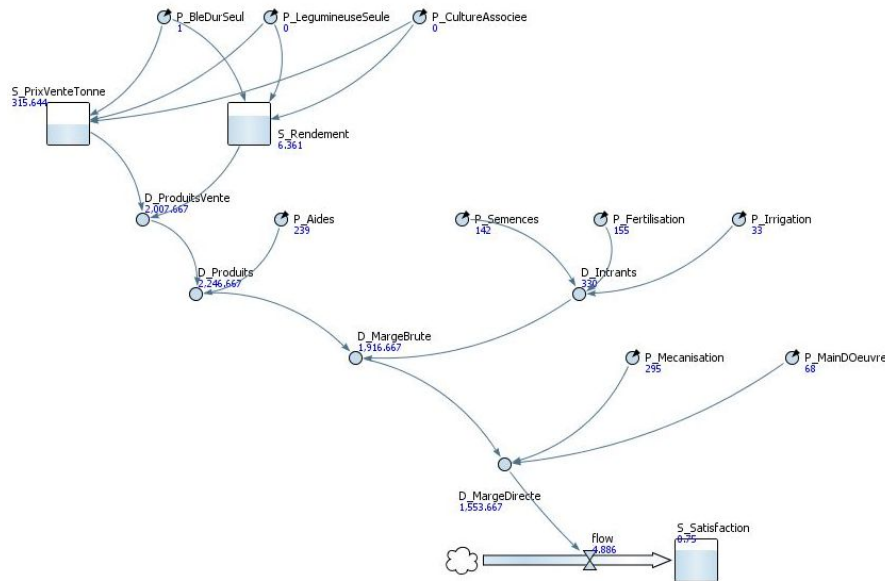 P_BleDurSeul
1
P_LegumineuseSeule
0
P_CultureAssociee
0
S_PrixVenteTonne
315.644
S_Rendement
6.361
D_ProduitsVente
2,007.667
P_Aides
239
P_Semences
142
P_Fertilisation
155
P_Irrigation
33
D_Produits
2,246.667
D_Intrants
330
D_MargeBrute
1,916.667
P_Mecanisation
295
P_MainDOeuvre
68
D_MargeDirecte
1,553.667
flow
4.886
S_Satisfaction
0.75